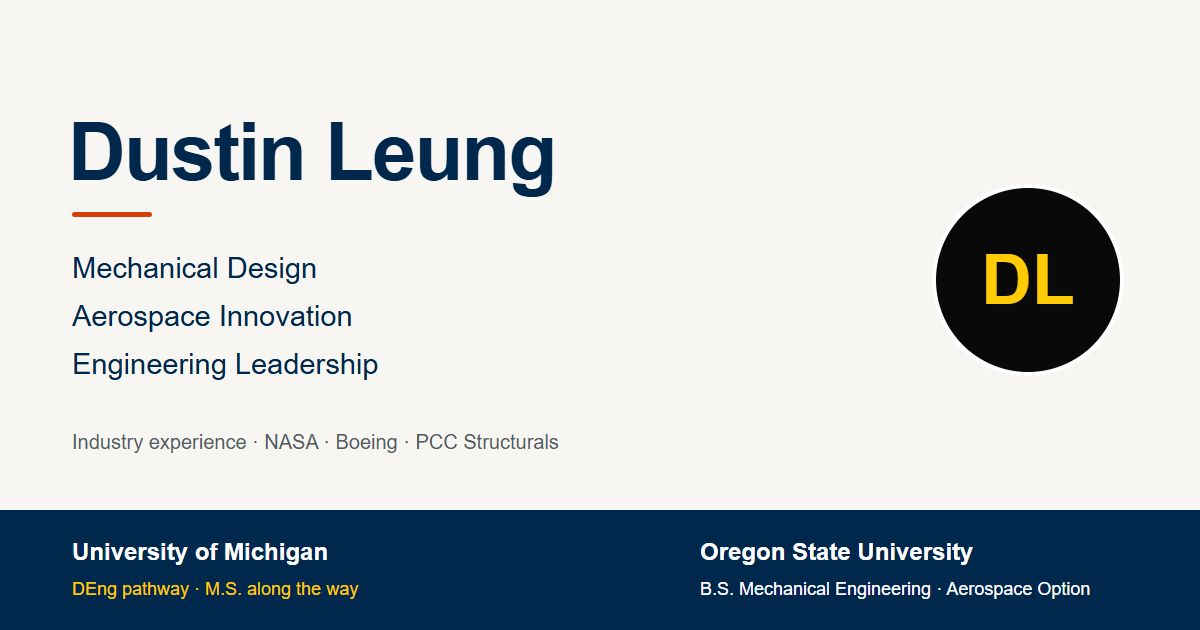 Dustin Leung
Mechanical Design
Aerospace Innovation
Engineering Leadership
Industry experience · NASA · Boeing · PCC Structurals
DL
University of Michigan
DEng pathway · M.S. along the way
Oregon State University
B.S. Mechanical Engineering · Aerospace Option